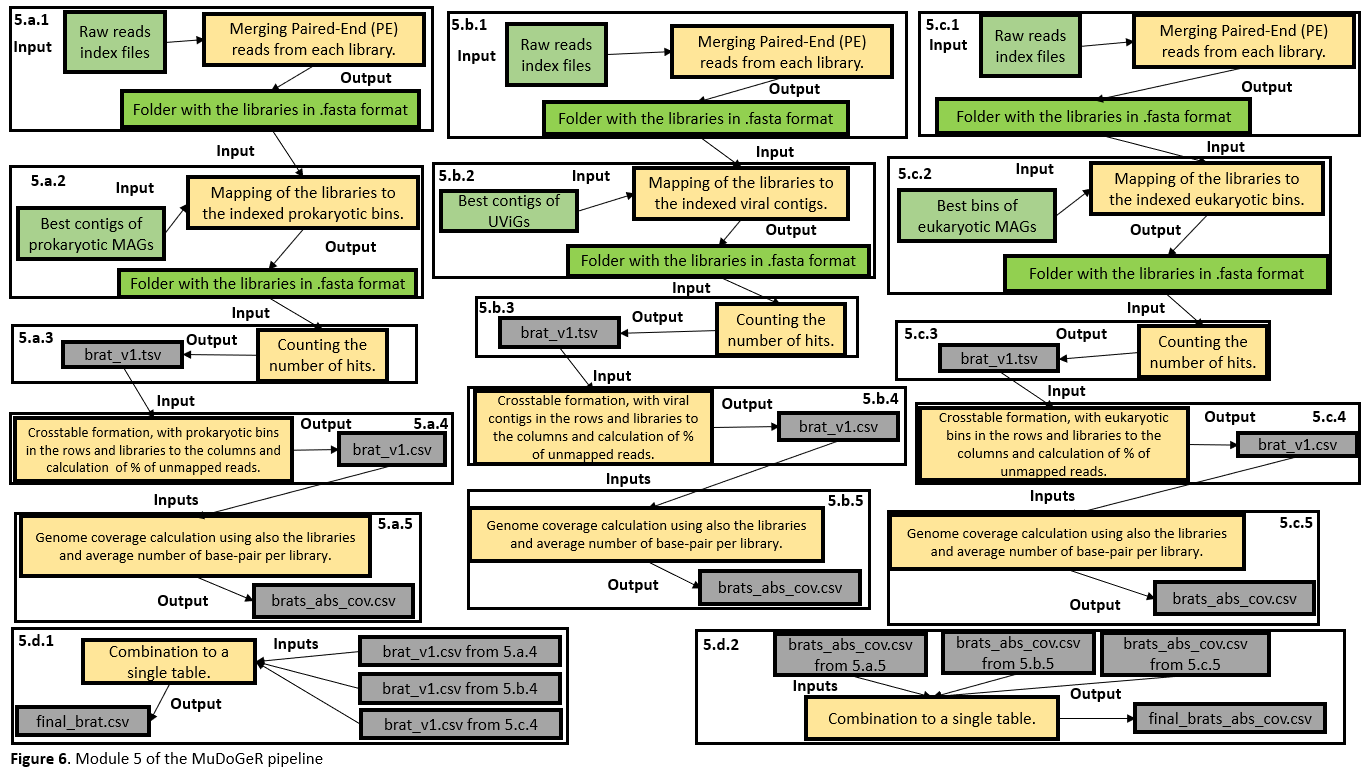 5.a.1
Input
Raw reads
index files
Merging Paired-End (PE)
reads from each library.
Output
Folder with the libraries in .fasta format
Input
5.a.2
Input
Best contigs of
prokaryotic MAGs
Mapping of the libraries to
the indexed prokaryotic bins.
Output
Folder with the libraries in .fasta format
Input
5.a.3
brat_v1.tsv
Output
Counting the
number of hits.
Input
Crosstable formation, with prokaryotic bins
in the rows and libraries to the columns and
calculation of % of unmapped reads.
Output
5.a.4
brat_v1.csv
Inputs
5.a.5
Genome coverage calculation using also the libraries
and average number of base-pair per library.
Output
brats_abs_cov.csv
5.b.1
Input
Raw reads
index files
Merging Paired-End (PE)
reads from each library.
Output
Folder with the libraries in .fasta format
Input
5.b.2
Input
Best contigs of
UViGs
Mapping of the libraries to
the indexed viral contigs.
Output
Folder with the libraries in .fasta format
Input
5.b.3
brat_v1.tsv
Output
Counting the
number of hits.
Input
Crosstable formation, with viral
contigs in the rows and libraries to
the columns and calculation of %
of unmapped reads.
Output
5.b.4
brat_v1.csv
Inputs
5.b.5
Genome coverage calculation using also the libraries
and average number of base-pair per library.
Output
brats_abs_cov.csv
5.c.1
Input
Raw reads
index files
Merging Paired-End (PE)
reads from each library.
Output
Folder with the libraries in .fasta format
Input
5.c.2
Input
Best bins of
eukaryotic MAGs
Mapping of the libraries to
the indexed eukaryotic bins.
Output
Folder with the libraries in .fasta format
Input
5.c.3
brat_v1.tsv
Output
Counting the
number of hits.
Input
Crosstable formation, with eukaryotic
bins in the rows and libraries to the
columns and calculation of % of
unmapped reads.
Output
5.c.4
brat_v1.csv
Inputs
5.c.5
Genome coverage calculation using also the libraries
and average number of base-pair per library.
Output
brats_abs_cov.csv
5.d.1
Combination to a
single table.
Inputs
brat_v1.csv from 5.a.4
brat_v1.csv from 5.b.4
brat_v1.csv from 5.c.4
Output
final_brat.csv
5.d.2
brats_abs_cov.csv
from 5.a.5
brats_abs_cov.csv
from 5.b.5
brats_abs_cov.csv
from 5.c.5
Inputs
Combination to a single table.
Output
final_brats_abs_cov.csv
Figure 6. Module 5 of the MuDoGeR pipeline